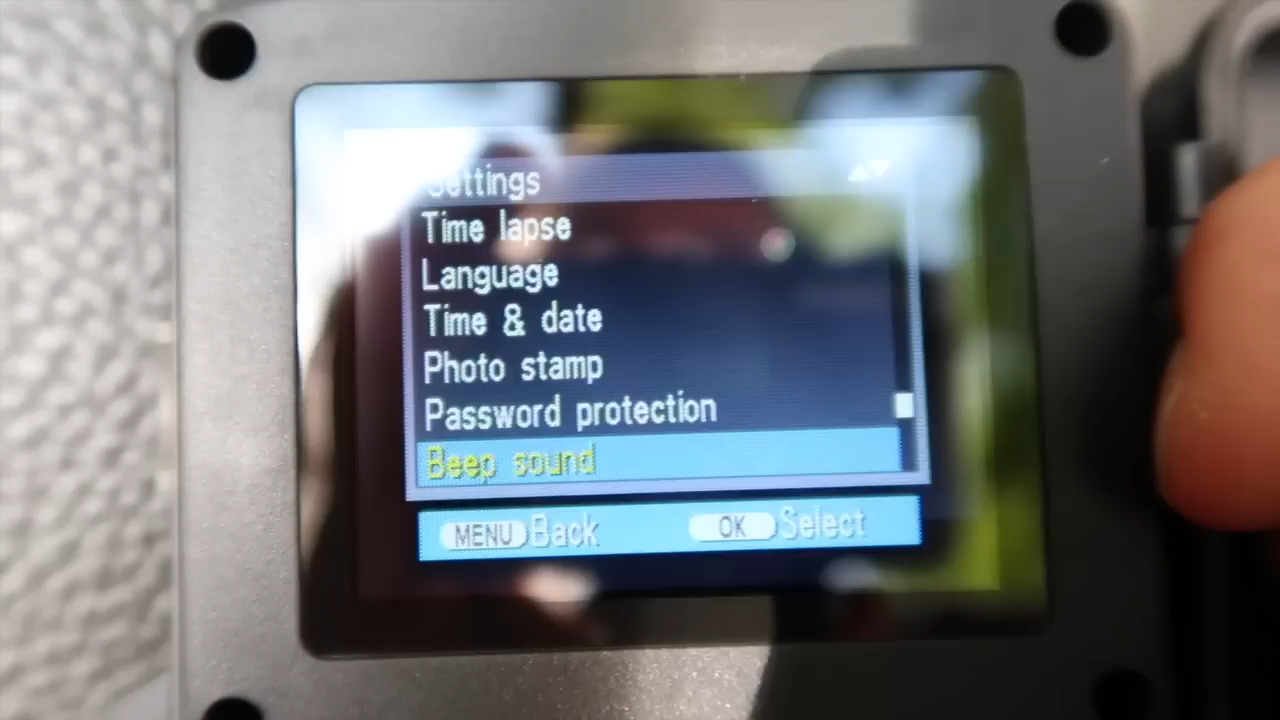 Settings
Time lapse
Language
Time & date
Photo stamp
Password protection
Beep sound
MENU Back OK Select